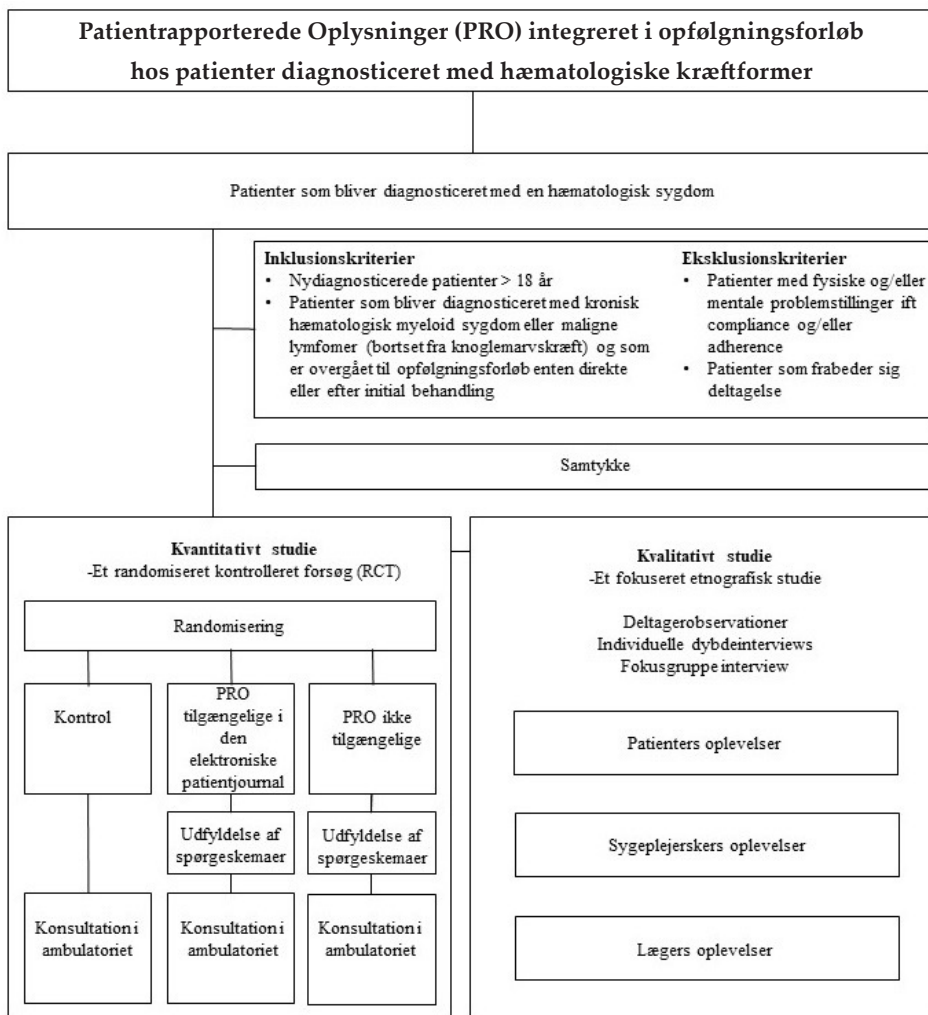 Patientrapporterede Oplysninger (PRO) integreret i opfølgningsforløb
hos patienter diagnosticeret med hæmatologiske kræftformer
Patienter som bliver diagnosticeret med en hæmatologisk sygdom
Inklusionskriterier
• Nydiagnosticerede patienter > 18 år
• Patienter som bliver diagnosticeret med kronisk
hæmatologisk myeloid sygdom eller maligne
lymfomer (bortset fra knoglemarvskræft) og som
er overgået til opfølgningsforløb enten direkte
eller efter initial behandling
Eksklusionskriterier
• Patienter med fysiske og/eller
mentale problemstillinger ift
compliance og/eller
adherence
• Patienter som frabeder sig
deltagelse
Samtykke
Kvantitativt studie
-Et randomiseret kontrolleret forsøg (RCT)
Randomisering
Kontrol
PRO
tilgængelige i
den
elektroniske
patientjournal
PRO ikke
tilgængelige
Udfyldelse af
spørgeskemaer
Udfyldelse af
spørgeskemaer
Konsultation i
ambulatoriet
Konsultation i
ambulatoriet
Konsultation i
ambulatoriet
Kvalitativt studie
-Et fokuseret etnografisk studie
Deltagerobservationer
Individuelle dybdeinterviews
Fokusgruppe interview
Patienters oplevelser
Sygeplejerskers oplevelser
Lægers oplevelser